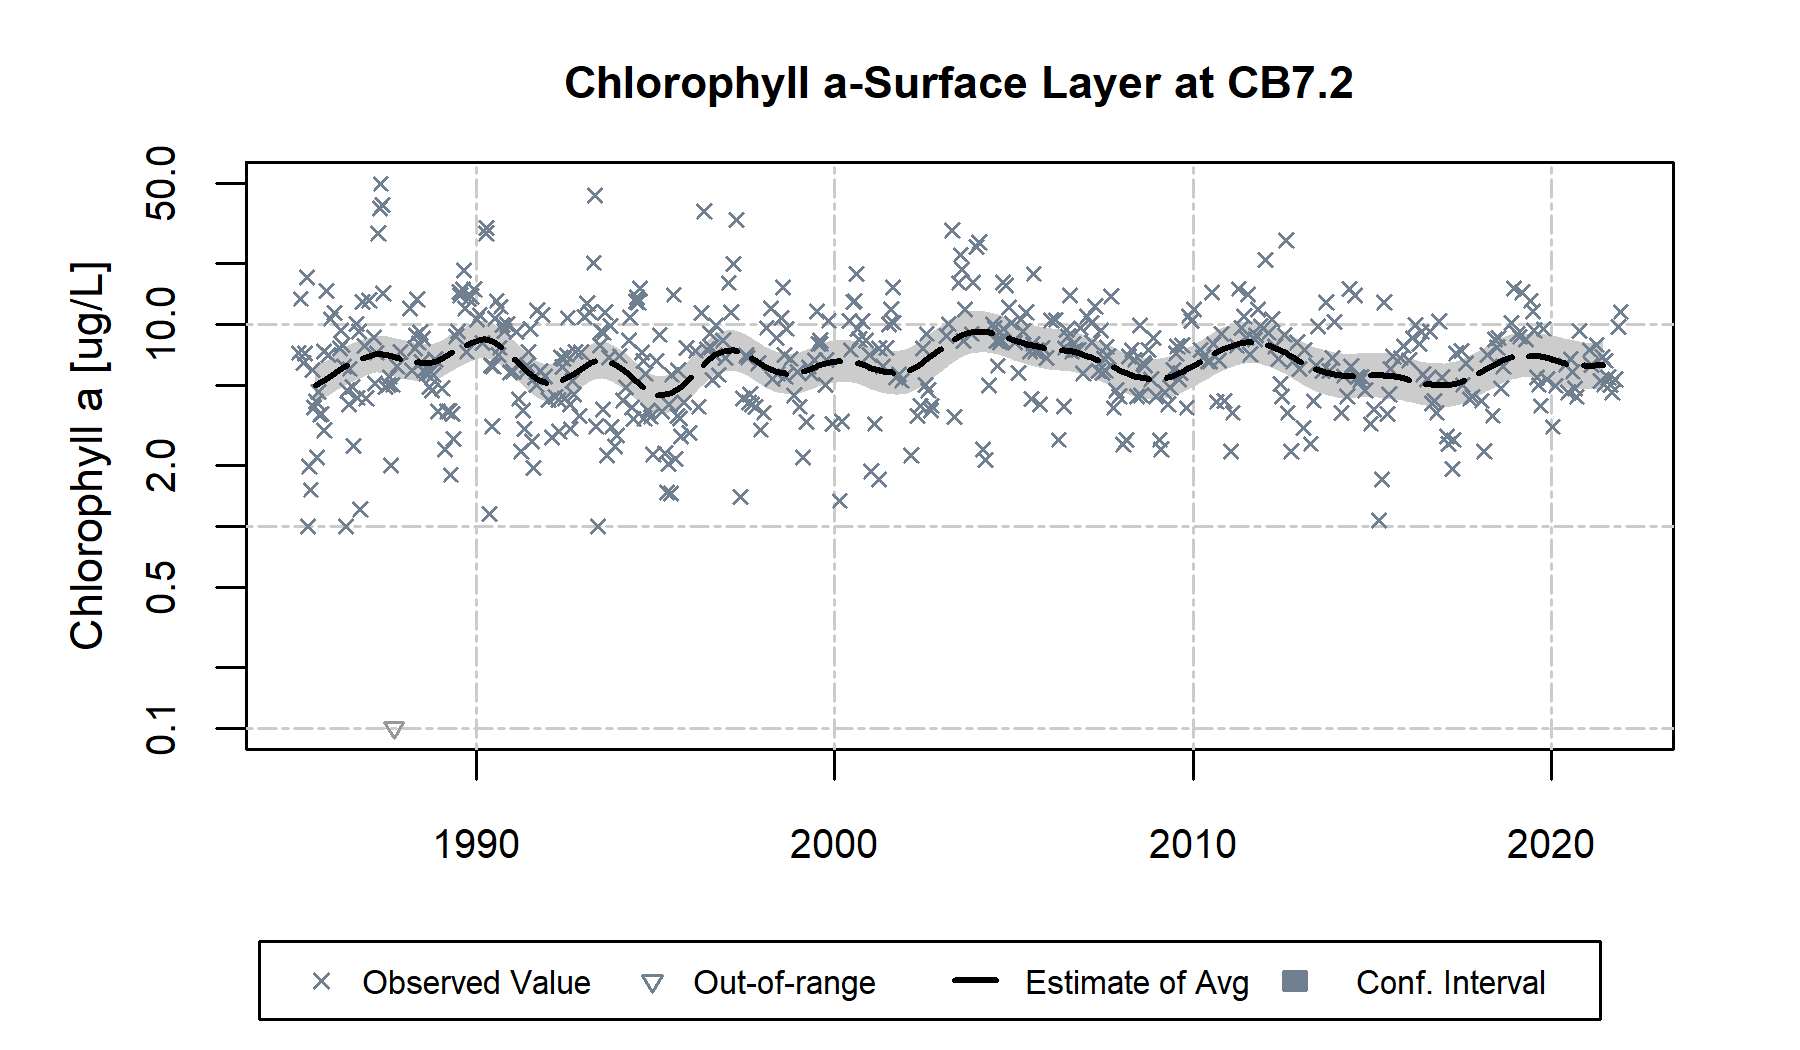 Chlorophyll a-Surface Layer at CB7.2
Chlorophyll a [ug/L]
50.0
10.0
2.0
0.5
0.1
1990 2000 2010 2020
Observed Value Out-of-range Estimate of Avg Conf. Interval